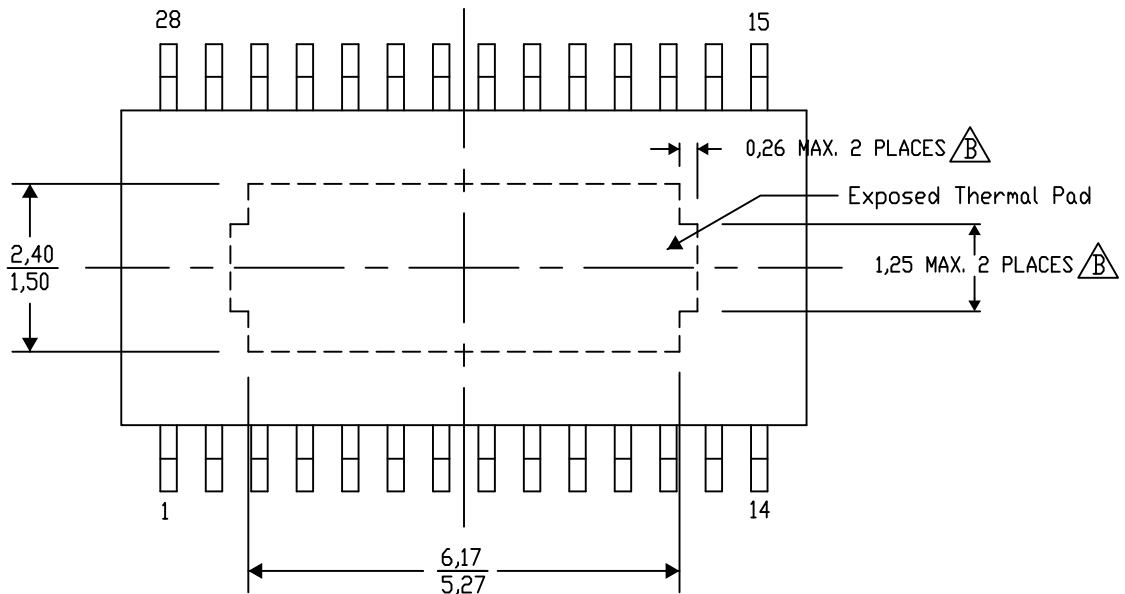 28
15
0,26 MAX. 2 PLACES B
Exposed Thermal Pad
2,40
1,50
1,25 MAX. 2 PLACES B
1
14
6,17
5,27